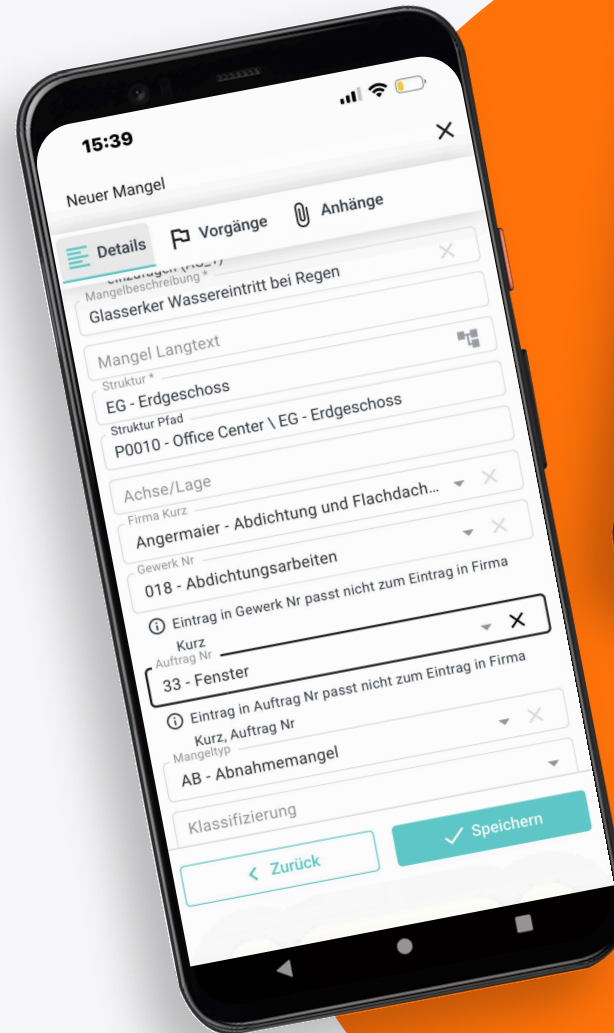 15:39
Neuer Mangel
Details
Vorgänge
Anhänge
einzufügen (AG_1)
Mangelbeschreibung *
Glasserker Wassereintritt bei Regen
Mangel Langtext
Struktur *
EG - Erdgeschoss
Struktur Pfad
P0010 - Office Center \ EG - Erdgeschoss
Achse/Lage
Firma Kurz
Angermaier - Abdichtung und Flachdach...
Gewerk Nr
018 - Abdichtungsarbeiten
Eintrag in Gewerk Nr passt nicht zum Eintrag in Firma
Kurz
Auftrag Nr
33 - Fenster
Eintrag in Auftrag Nr passt nicht zum Eintrag in Firma
Kurz, Auftrag Nr
Mangeltyp
AB - Abnahmemangel
Klassifizierung
Zurück
Speichern